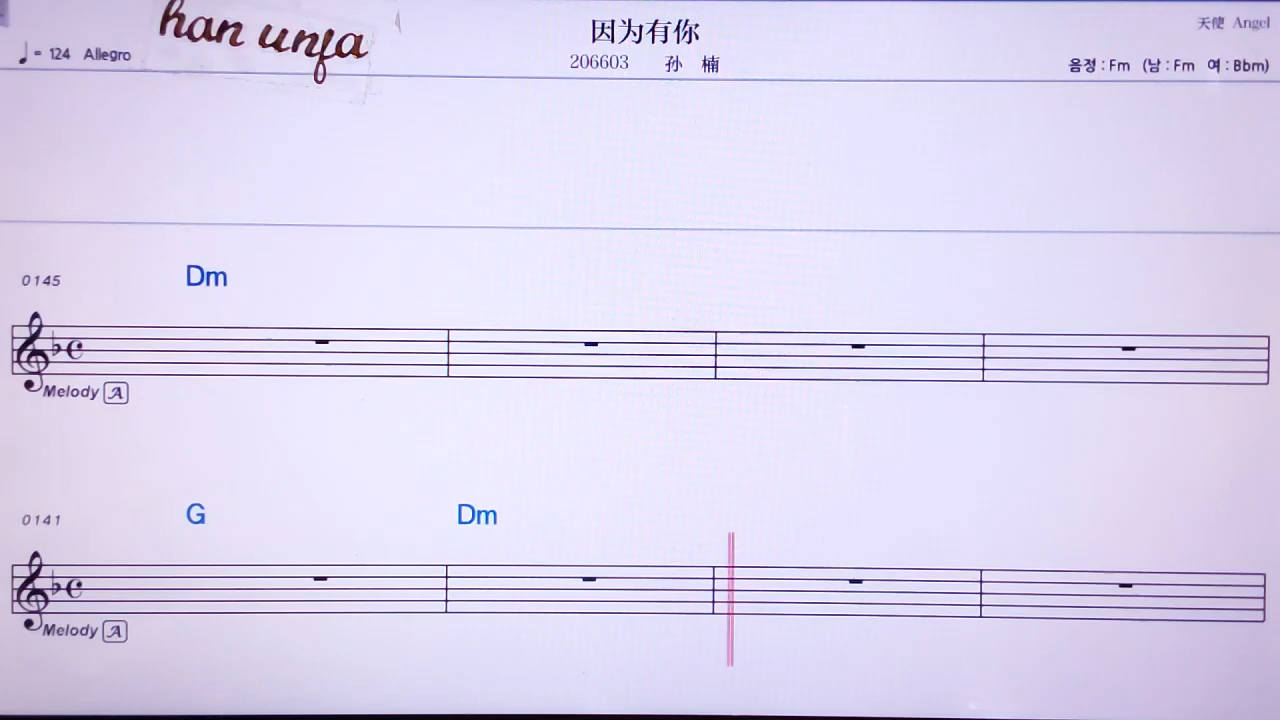 han unfa
因为有你
天使 Angel
♩= 124 Allegro
206603 孙 楠
음정 : Fm (남 : Fm 여 : Bbm)
0145 Dm
Melody A
0141 G Dm
Melody A